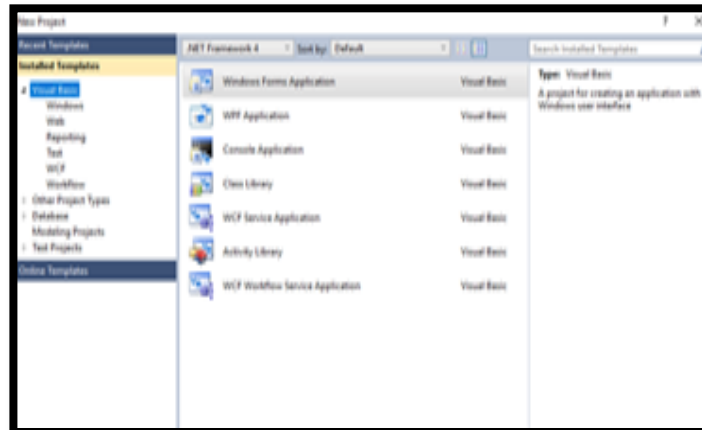 New Project
Recent Templates
Installed Templates
Visual Basic
Windows
Web
Reporting
Test
WCF
Workflow
Other Project Types
Database
Modeling Projects
Test Projects
Online Templates
.NET Framework 4 Sort by: Default
Windows Forms Application Visual Basic
WPF Application Visual Basic
Console Application Visual Basic
Class Library Visual Basic
WCF Service Application Visual Basic
Activity Library Visual Basic
WCF Workflow Service Application Visual Basic
Search Installed Templates
Type: Visual Basic
A project for creating an application with
Windows user interface